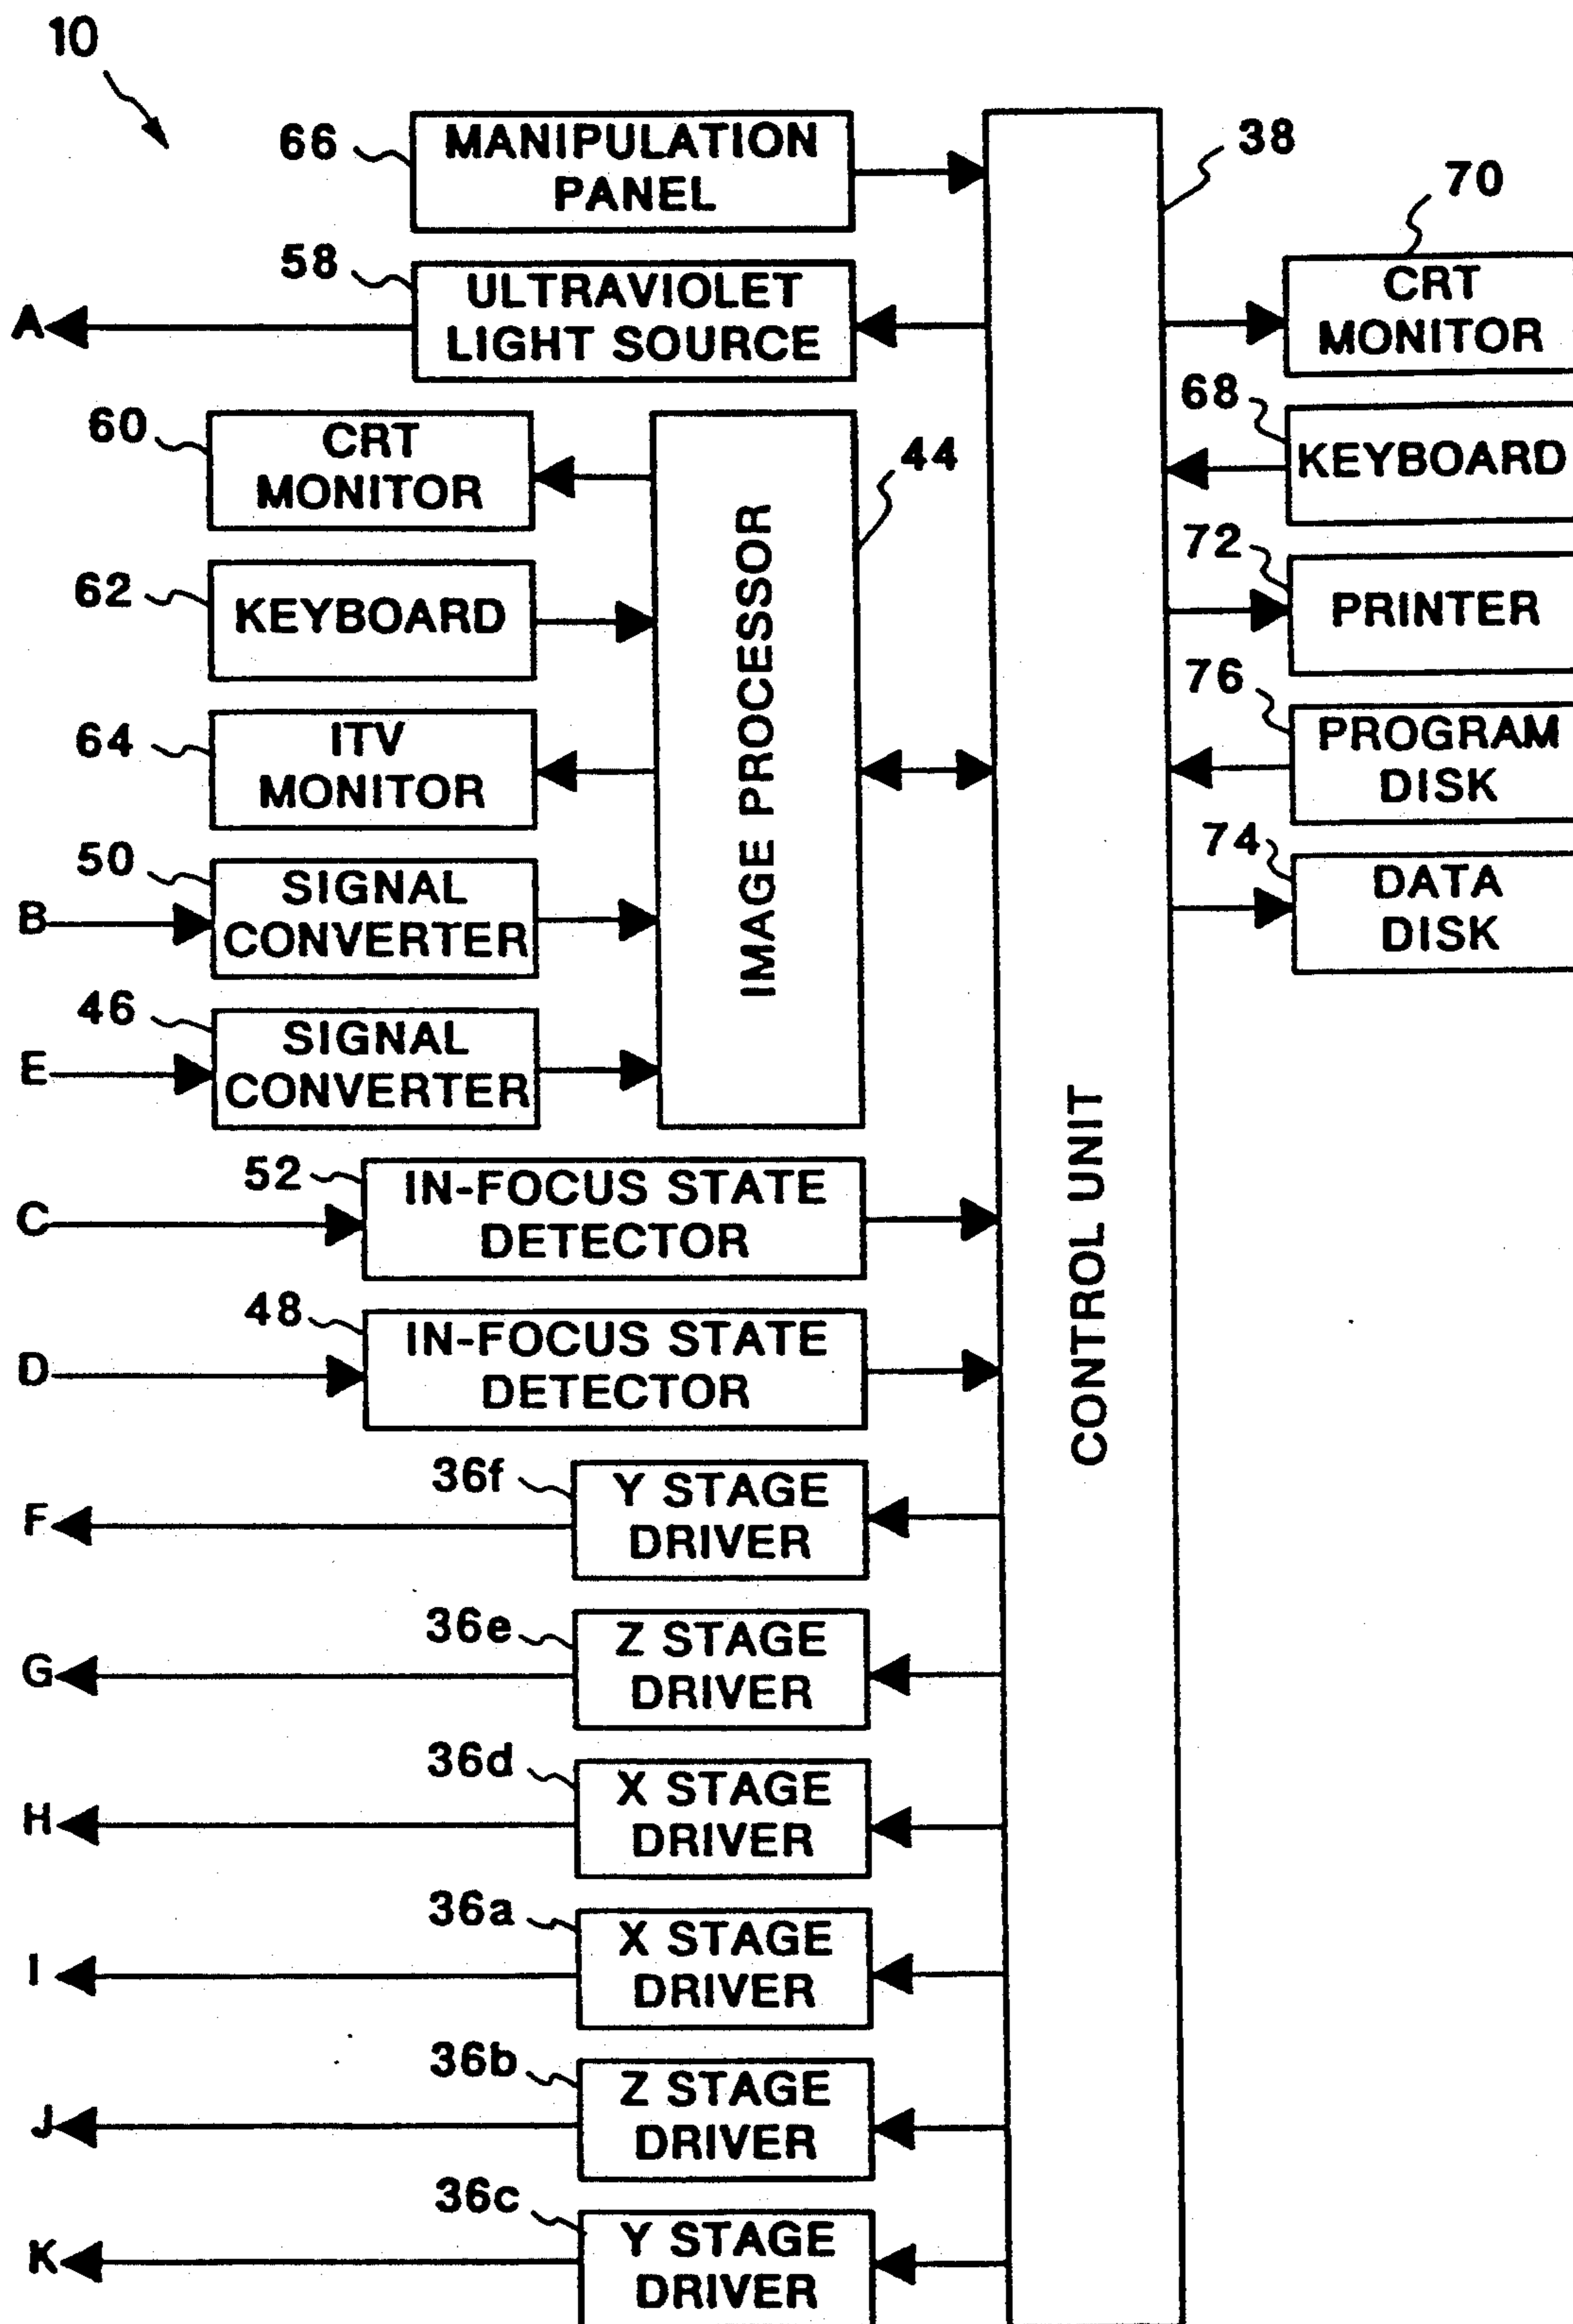 10
66
MANIPULATION
PANEL
38
70
58
ULTRAVIOLET
LIGHT SOURCE
A
CRT
MONITOR
60
CRT
MONITOR
44
68
KEYBOARD
62
KEYBOARD
72
PRINTER
64
ITV
MONITOR
IMAGE PROCESSOR
76
PROGRAM
DISK
50
SIGNAL
CONVERTER
B
74
DATA
DISK
46
SIGNAL
CONVERTER
E
CONTROL UNIT
52
IN-FOCUS STATE
DETECTOR
C
48
IN-FOCUS STATE
DETECTOR
D
36f
Y STAGE
DRIVER
F
36e
Z STAGE
DRIVER
G
36d
X STAGE
DRIVER
H
36a
X STAGE
DRIVER
I
36b
Z STAGE
DRIVER
J
36c
Y STAGE
DRIVER
K